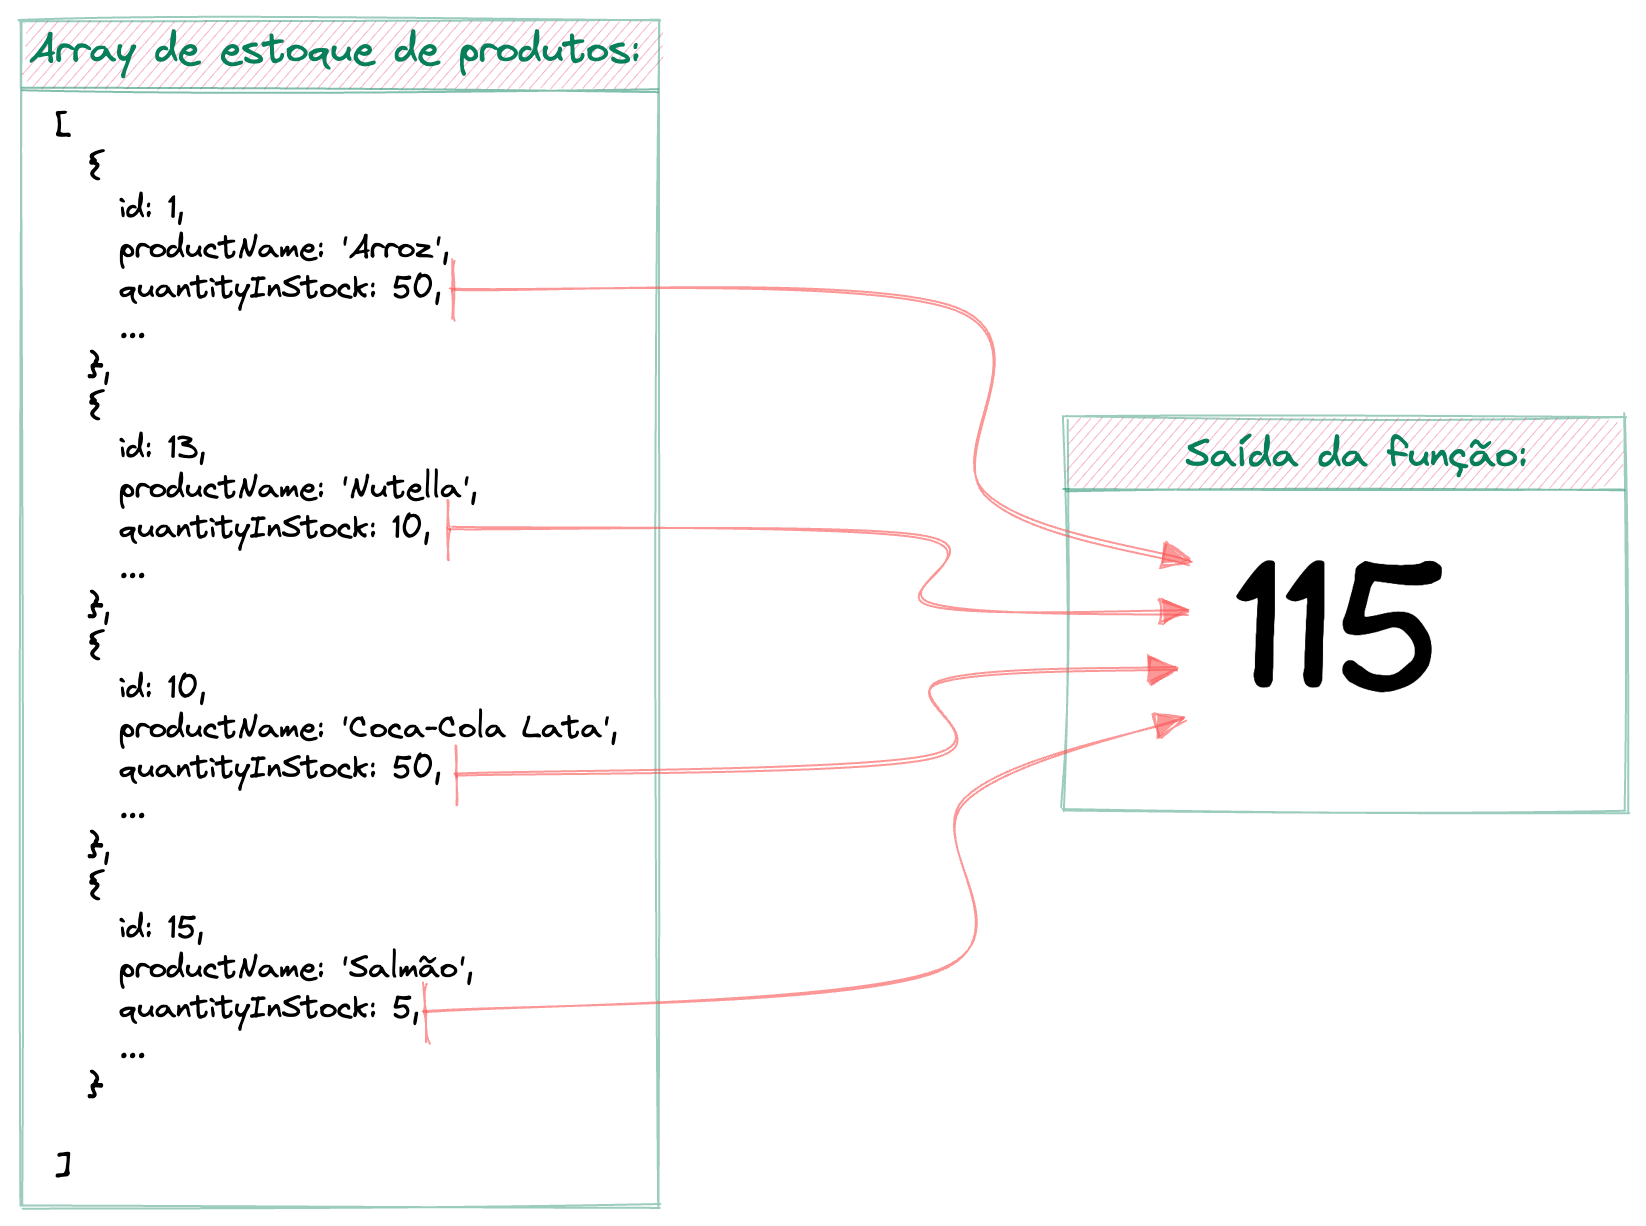 Array de estoque de produtos:
[
{
id: 1,
productName: 'Arroz',
quantityInStock: 50,
...
},
{
id: 13,
productName: 'Nutella',
quantityInStock: 10,
...
},
{
id: 10,
productName: 'Coca-Cola Lata',
quantityInStock: 50,
...
},
{
id: 15,
productName: 'Salmão',
quantityInStock: 5,
...
}
]
Saída da função:
115